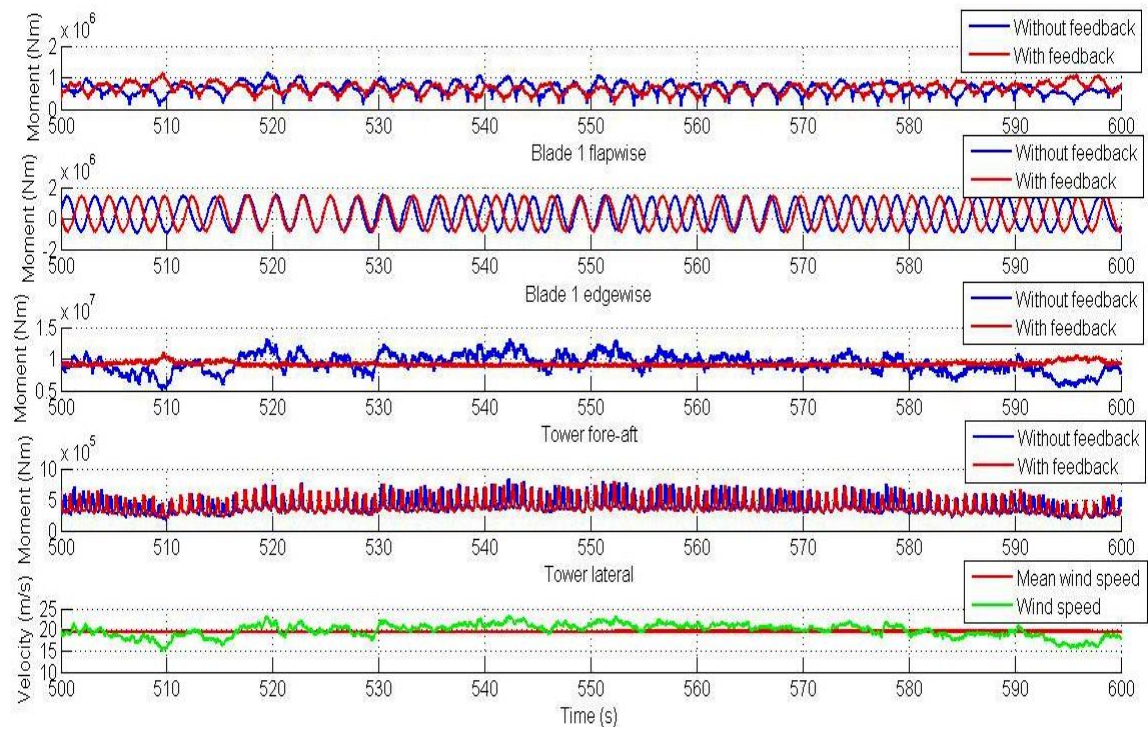 x 10^6
Moment (Nm)
2
1
0
500 510 520 530 540 550 560 570 580 590 600
Blade 1 flapwise
Without feedback
With feedback
x 10^6
Moment (Nm)
2
0
-2
500 510 520 530 540 550 560 570 580 590 600
Blade 1 edgewise
Without feedback
With feedback
x 10^7
Moment (Nm)
1.5
1
0.5
500 510 520 530 540 550 560 570 580 590 600
Tower fore-aft
Without feedback
With feedback
x 10^5
Moment (Nm)
10
5
0
500 510 520 530 540 550 560 570 580 590 600
Tower lateral
Without feedback
With feedback
Velocity (m/s)
25
20
15
10
500 510 520 530 540 550 560 570 580 590 600
Time (s)
Mean wind speed
Wind speed